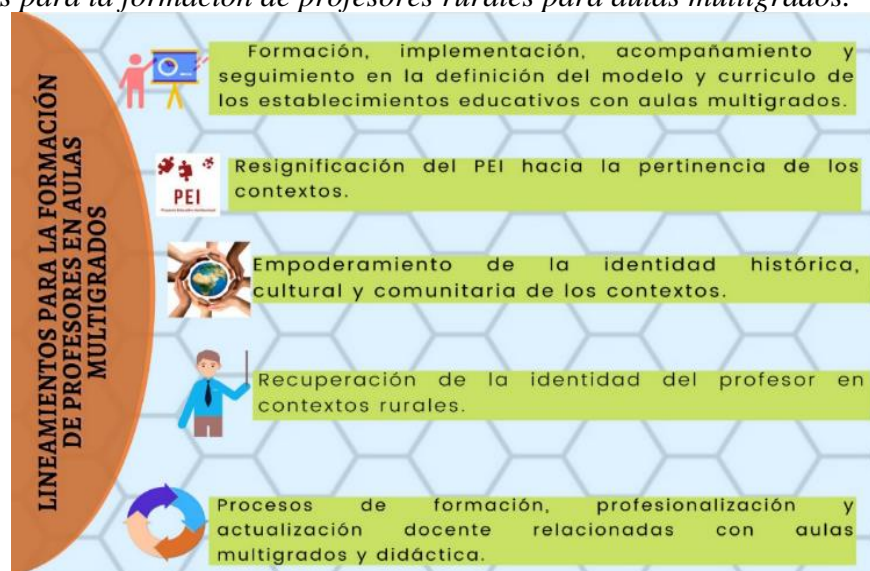 s para la formación de profesores rurales para aulas multigrados.
LINEAMIENTOS PARA LA FORMACIÓN
DE PROFESORES EN AULAS
MULTIGRADOS
Formación, implementación, acompañamiento y
seguimiento en la definición del modelo y curriculo de
los establecimientos educativos con aulas multigrados.
PEI
Resignificación del PEI hacia la pertinencia de los
contextos.
Empoderamiento de la identidad histórica,
cultural y comunitaria de los contextos.
Recuperación de la identidad del profesor en
contextos rurales.
Procesos de formación, profesionalización y
actualización docente relacionadas con aulas
multigrados y didáctica.